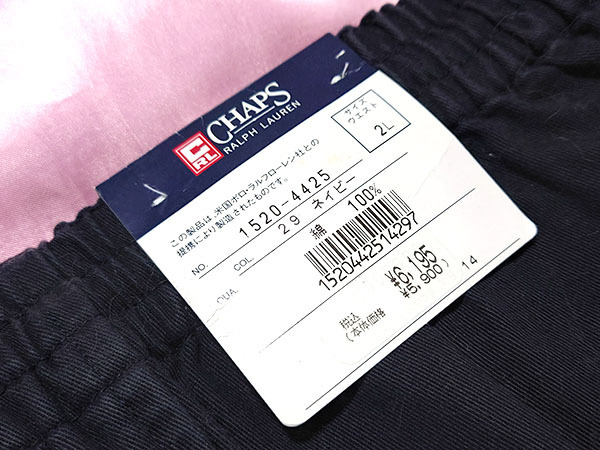 CRL
CHAPS
RALPH LAUREN
この製品は、米国ポロ・ラルフローレン社との
提携により製造されたものです。
サイズ
ウエスト
2L
NO. 1520-4425
COL. 29 ネイビー
QUA. 綿 100%
1520442514297
¥6,195
税込
(本体価格 ¥5,900)
14